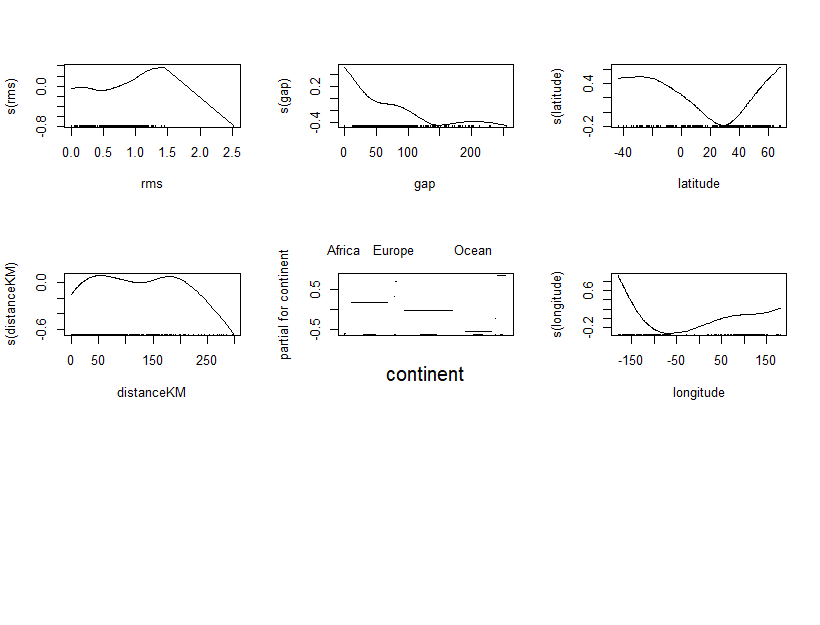 s(rms)
0.0
-0.8
0.0 0.5 1.0 1.5 2.0 2.5
rms
s(gap)
0.2
-0.4
0 50 100 200
gap
s(latitude)
0.4
-0.2
-40 0 20 40 60
latitude
s(distanceKM)
0.0
-0.6
0 50 150 250
distanceKM
Africa Europe Ocean
partial for continent
0.5
-0.5
continent
s(longitude)
0.6
-0.2
-150 -50 50 150
longitude